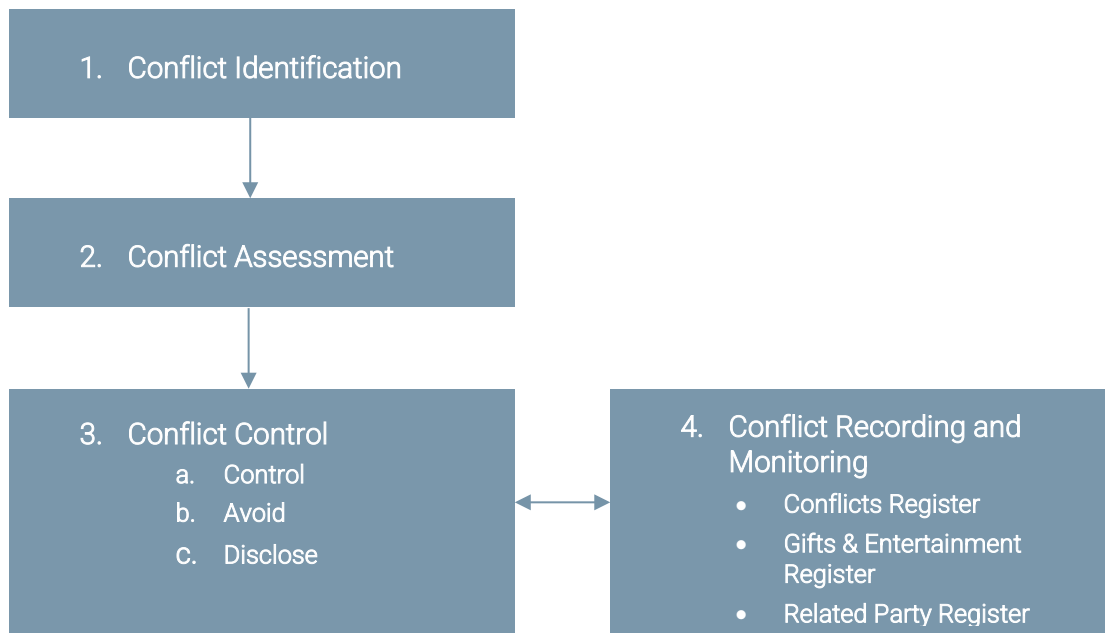 1. Conflict Identification
2. Conflict Assessment
3. Conflict Control
a. Control
b. Avoid
c. Disclose
4. Conflict Recording and
Monitoring
• Conflicts Register
• Gifts & Entertainment
Register
• Related Party Register